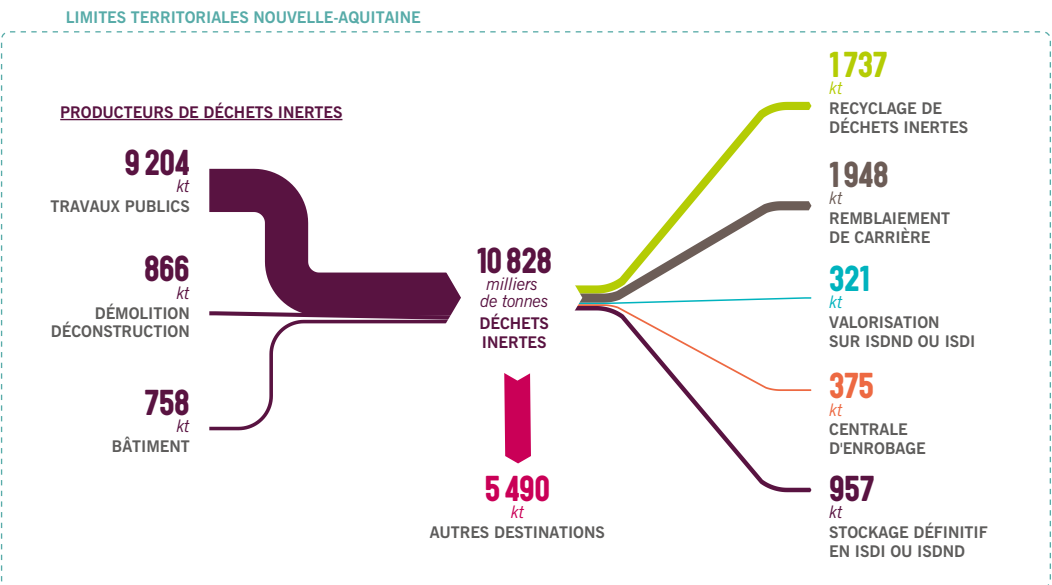 LIMITES TERRITORIALES NOUVELLE-AQUITAINE
PRODUCTEURS DE DÉCHETS INERTES
9 204
kt
TRAVAUX PUBLICS
866
kt
DÉMOLITION
DÉCONSTRUCTION
758
kt
BÂTIMENT
10 828
milliers
de tonnes
DÉCHETS
INERTES
5 490
kt
AUTRES DESTINATIONS
1 737
kt
RECYCLAGE DE
DÉCHETS INERTES
1 948
kt
REMBLAIEMENT
DE CARRIÈRE
321
kt
VALORISATION
SUR ISDND OU ISDI
375
kt
CENTRALE
D'ENROBAGE
957
kt
STOCKAGE DÉFINITIF
EN ISDI OU ISDND